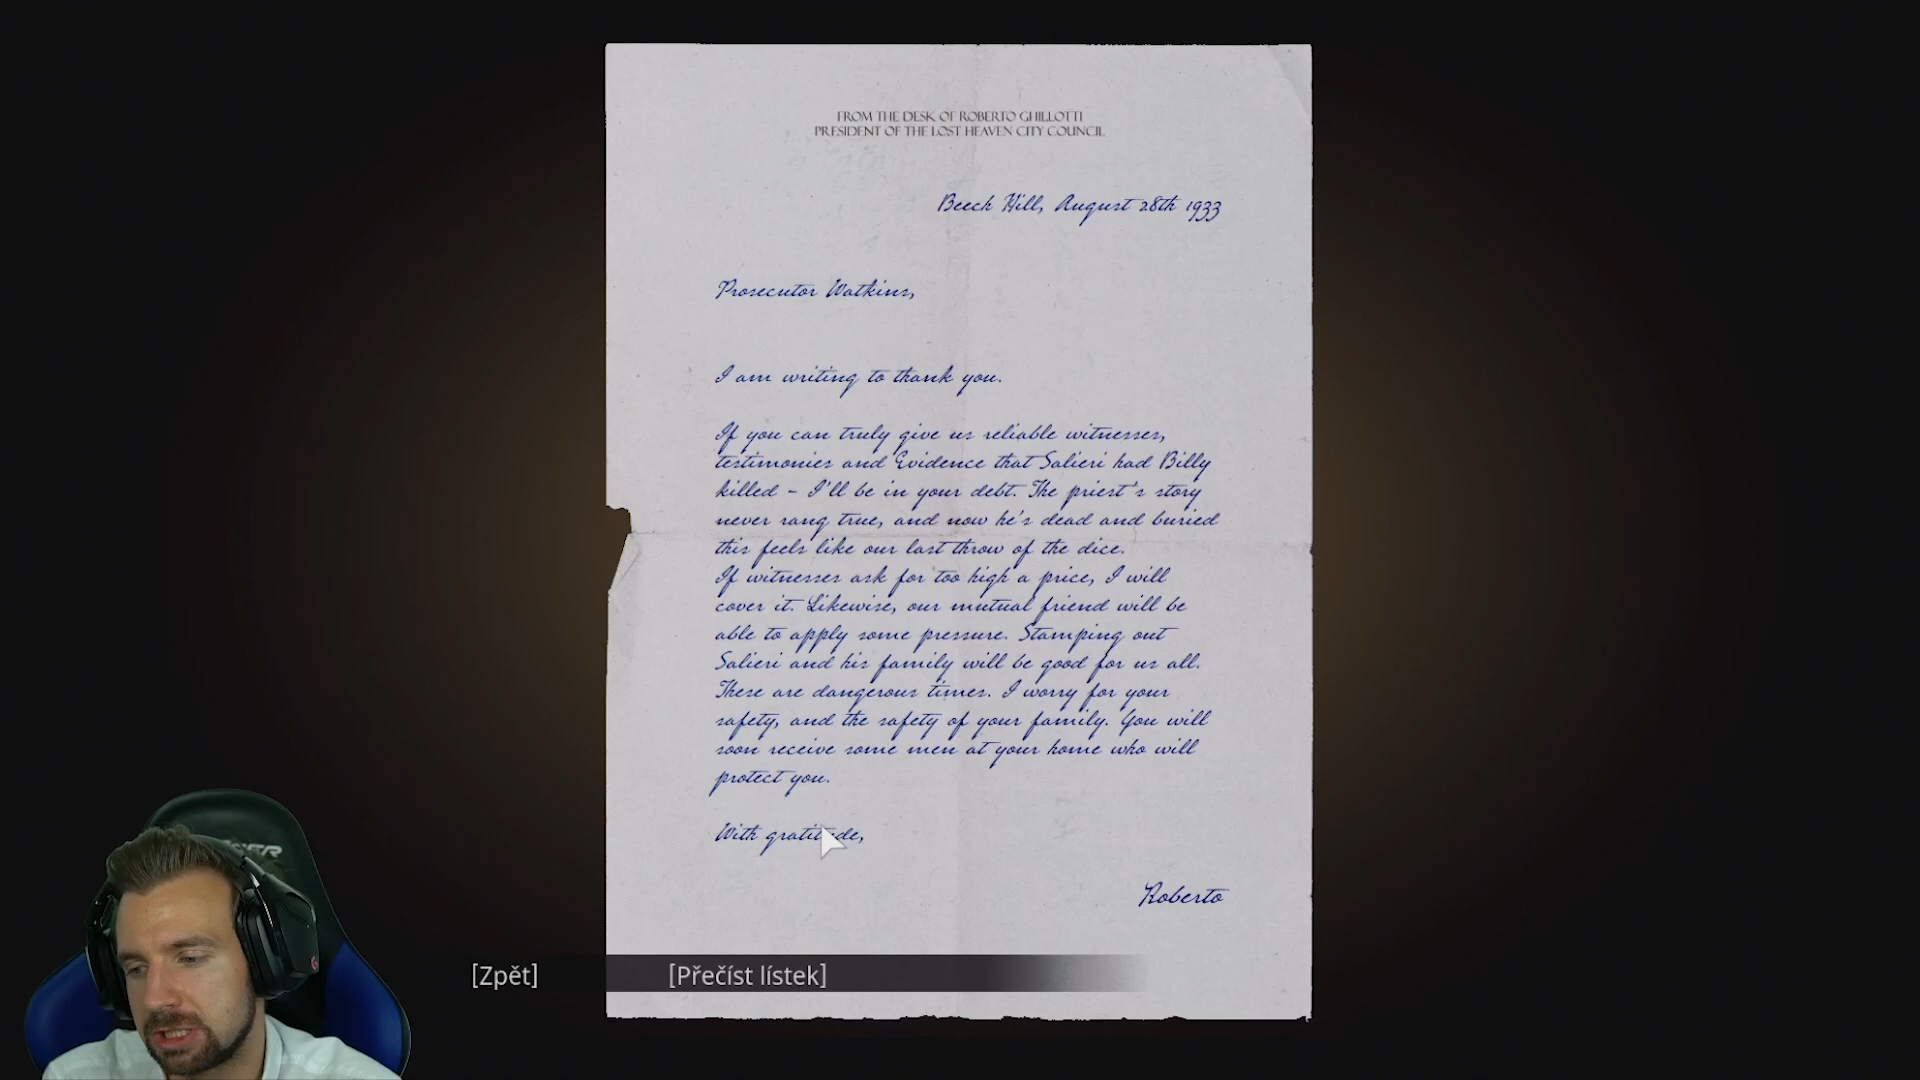 FROM THE DESK OF ROBERTO GHILLOTTI
PRESIDENT OF THE LOST HEAVEN CITY COUNCIL
Beech Hill, August 28th 1933
Prosecutor Watkins,
I am writing to thank you.
If you can truly give us reliable witnesses,
testimonies and Evidence that Salieri had Billy
killed - I'll be in your debt. The priest's story
never rang true, and now he's dead and buried
this feels like our last throw of the dice.
If witnesses ask for too high a price, I will
cover it. Likewise, our mutual friend will be
able to apply some pressure. Stamping out
Salieri and his family will be good for us all.
These are dangerous times. I worry for your
safety, and the safety of your family. You will
soon receive some men at your home who will
protect you.
With gratitude,
Roberto
[Zpět] [Přečíst lístek]